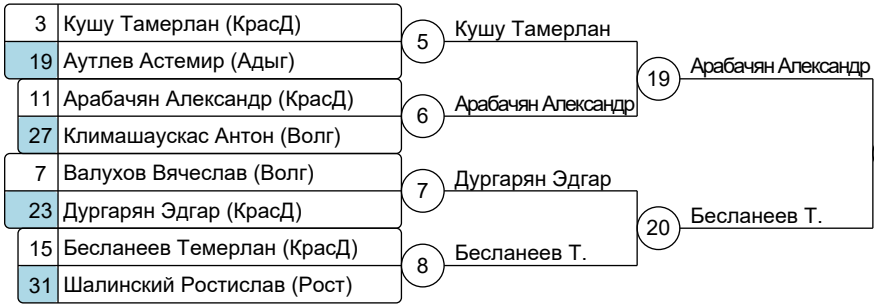 3 Кушу Тамерлан (КрасД)
19 Аутлев Астемир (Адыг)
11 Арабачян Александр (КрасД)
27 Климашаускас Антон (Волг)
7 Валухов Вячеслав (Волг)
23 Дургарян Эдгар (КрасД)
15 Бесланеев Темерлан (КрасД)
31 Шалинский Ростислав (Рост)
5 Кушу Тамерлан
6 Арабачян Александр
7 Дургарян Эдгар
8 Бесланеев Т.
19 Арабачян Александр
20 Бесланеев Т.